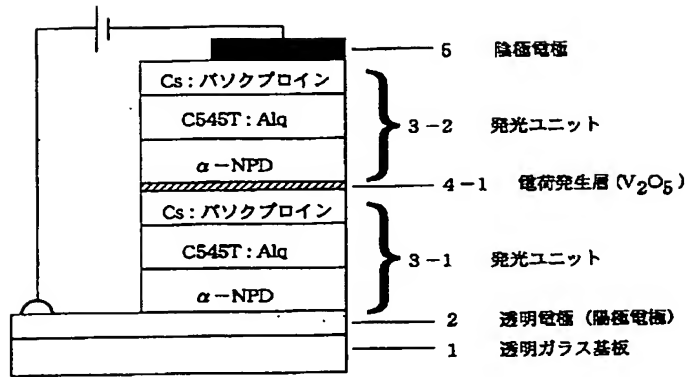 5 陰極電極
Cs：バソクプロイン
C545T：Alq
3-2 発光ユニット
α-NPD
4-1 電荷発生層 (V₂O₅)
Cs：バソクプロイン
C545T：Alq
3-1 発光ユニット
α-NPD
2 透明電極 (陽極電極)
1 透明ガラス基板